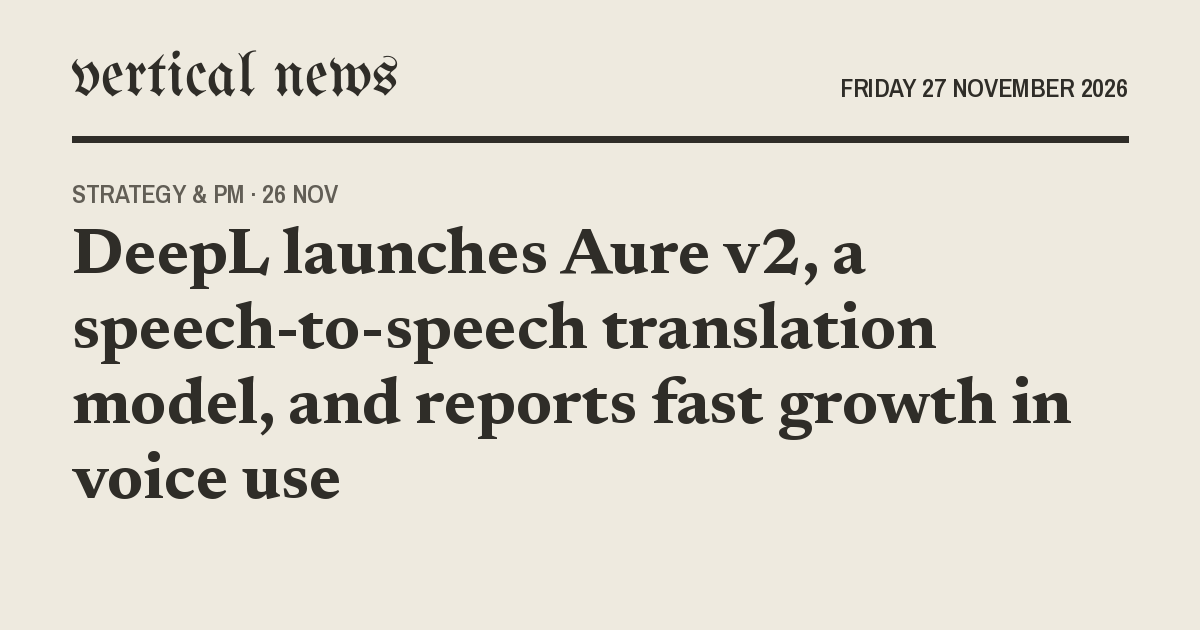 vertical news
FRIDAY 27 NOVEMBER 2026
STRATEGY & PM · 26 NOV
DeepL launches Aure v2, a
speech-to-speech translation
model, and reports fast growth in
voice use